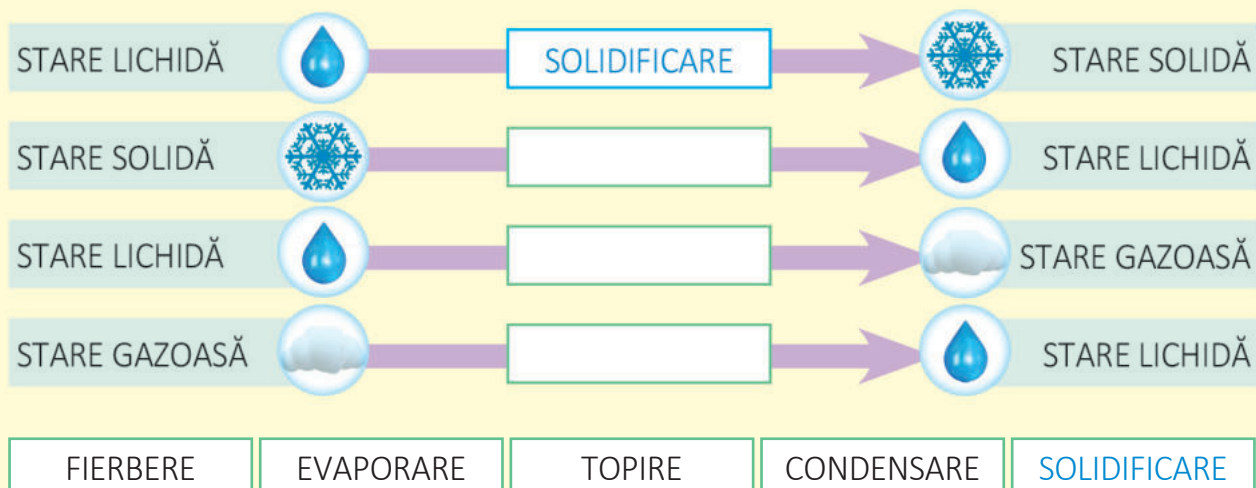 STARE LICHIDĂ SOLIDIFICARE STARE SOLIDĂ
STARE SOLIDĂ STARE LICHIDĂ
STARE LICHIDĂ STARE GAZOASĂ
STARE GAZOASĂ STARE LICHIDĂ
FIERBERE EVAPORARE TOPIRE CONDENSARE SOLIDIFICARE